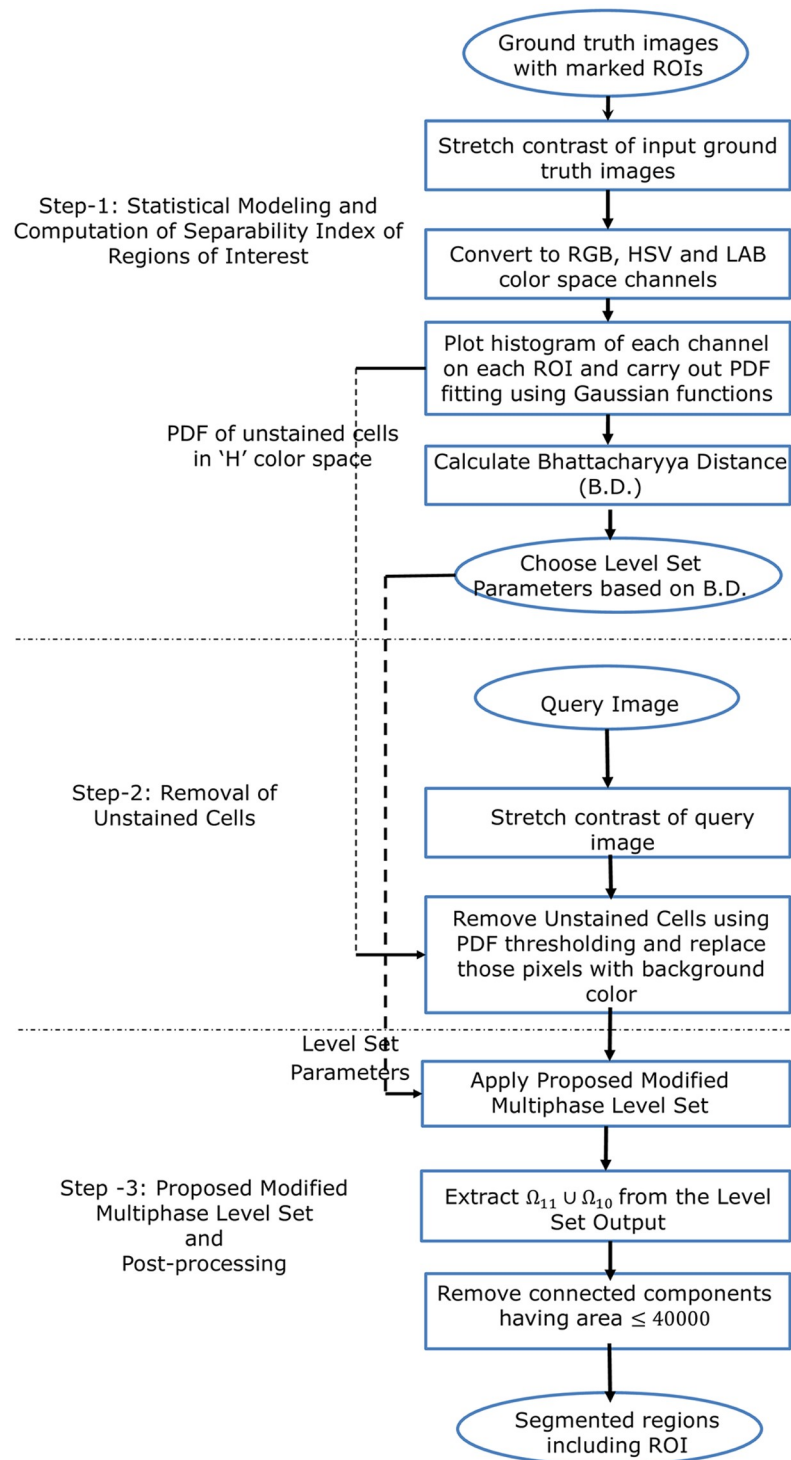 Ground truth images
with marked ROIs
Stretch contrast of input ground
truth images
Step-1: Statistical Modeling and
Computation of Separability Index of
Regions of Interest
Convert to RGB, HSV and LAB
color space channels
Plot histogram of each channel
on each ROI and carry out PDF
fitting using Gaussian functions
PDF of unstained cells
in ‘H’ color space
Calculate Bhattacharyya Distance
(B.D.)
Choose Level Set
Parameters based on B.D.
Query Image
Step-2: Removal of
Unstained Cells
Stretch contrast of query
image
Remove Unstained Cells using
PDF thresholding and replace
those pixels with background
color
Level Set
Parameters
Apply Proposed Modified
Multiphase Level Set
Step -3: Proposed Modified
Multiphase Level Set
and
Post-processing
Extract Ω₁₁ ∪ Ω₁₀ from the Level
Set Output
Remove connected components
having area ≤ 40000
Segmented regions
including ROI